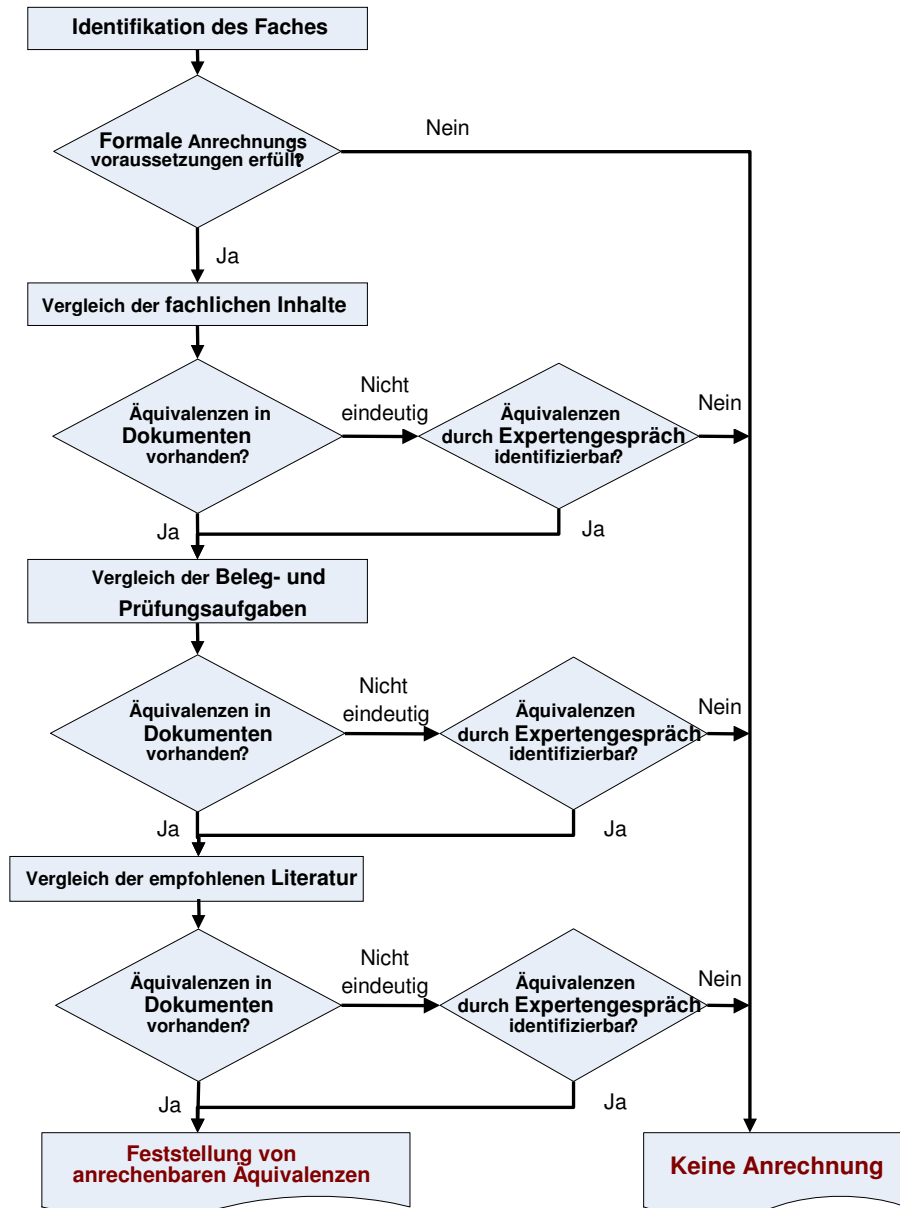 Identifikation des Faches
Nein
Formale Anrechnungs
voraussetzungen erfüllt?
Ja
Vergleich der fachlichen Inhalte
Äquivalenzen in
Dokumenten
vorhanden?
Nicht
eindeutig
Äquivalenzen
durch Expertengespräch
identifizierbar?
Nein
Ja
Ja
Vergleich der Beleg- und
Prüfungsaufgaben
Äquivalenzen in
Dokumenten
vorhanden?
Nicht
eindeutig
Äquivalenzen
durch Expertengespräch
identifizierbar?
Nein
Ja
Ja
Vergleich der empfohlenen Literatur
Äquivalenzen in
Dokumenten
vorhanden?
Nicht
eindeutig
Äquivalenzen
durch Expertengespräch
identifizierbar?
Nein
Ja
Ja
Feststellung von
anrechenbaren Äquivalenzen
Keine Anrechnung